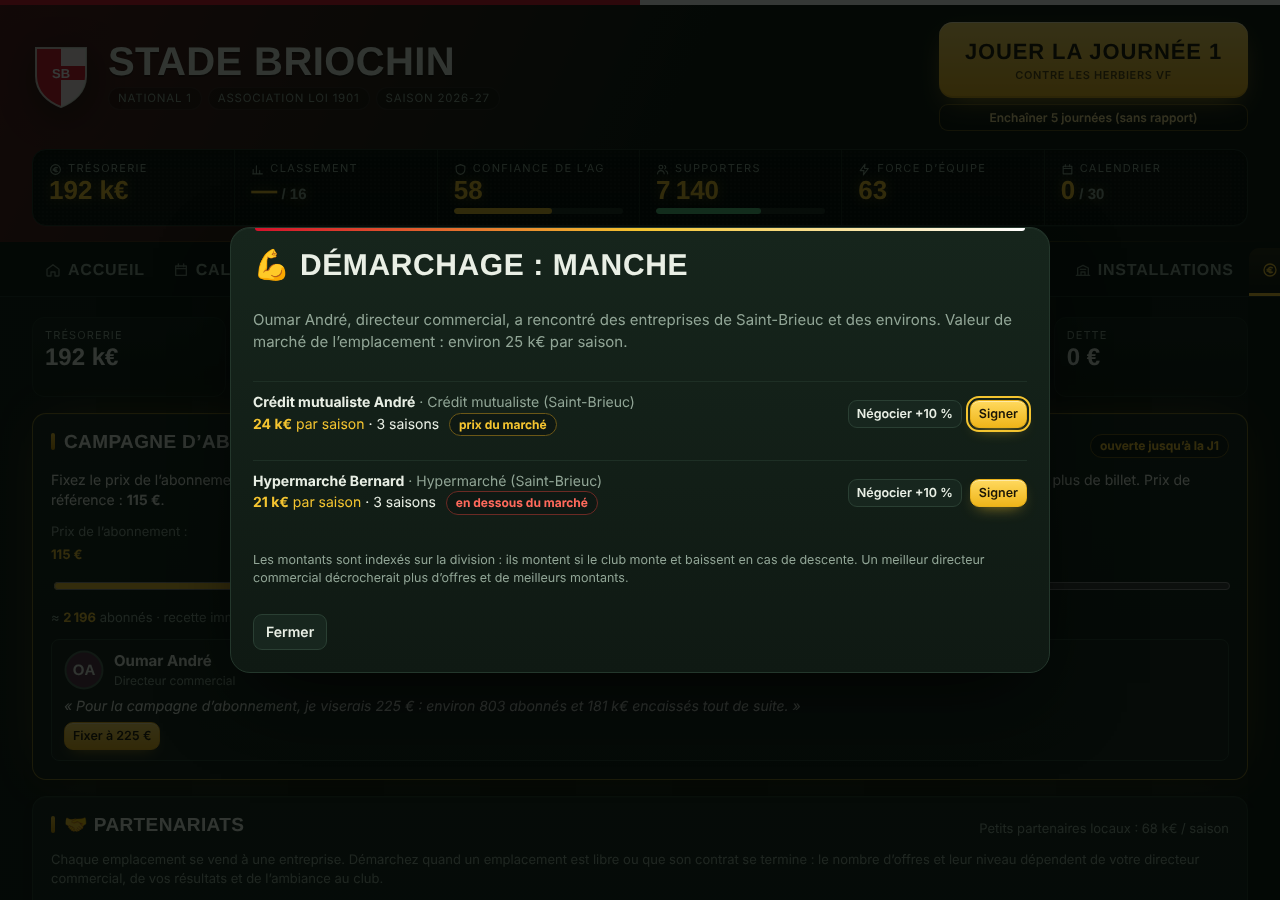 SB
STADE BRIOCHIN
NATIONAL 1 ASSOCIATION LOI 1901 SAISON 2026-27
JOUER LA JOURNÉE 1
CONTRE LES HERBIERS VF
Enchaîner 5 journées (sans rapport)
TRÉSORERIE
192 k€
CLASSEMENT
— / 16
CONFIANCE DE L'AG
58
SUPPORTERS
7 140
FORCE D'ÉQUIPE
63
CALENDRIER
0 / 30
ACCUEIL CAL INSTALLATIONS
TRÉSORERIE
192 k€
DETTE
0 €
💪 DÉMARCHAGE : MANCHE
Oumar André, directeur commercial, a rencontré des entreprises de Saint-Brieuc et des environs. Valeur de
marché de l'emplacement : environ 25 k€ par saison.
Crédit mutualiste André · Crédit mutualiste (Saint-Brieuc)
24 k€ par saison · 3 saisons prix du marché
Négocier +10 % Signer
Hypermarché Bernard · Hypermarché (Saint-Brieuc)
21 k€ par saison · 3 saisons en dessous du marché
Négocier +10 % Signer
Les montants sont indexés sur la division : ils montent si le club monte et baissent en cas de descente. Un meilleur directeur
commercial décrocherait plus d'offres et de meilleurs montants.
Fermer
CAMPAGNE D'AB
ouverte jusqu'à la J1
Fixez le prix de l'abonneme plus de billet. Prix de
référence : 115 €.
Prix de l'abonnement :
115 €
≈ 2 196 abonnés · recette imm
OA
Oumar André
Directeur commercial
« Pour la campagne d'abonnement, je viserais 225 € : environ 803 abonnés et 181 k€ encaissés tout de suite. »
Fixer à 225 €
🤝 PARTENARIATS
Petits partenaires locaux : 68 k€ / saison
Chaque emplacement se vend à une entreprise. Démarchez quand un emplacement est libre ou que son contrat se termine : le nombre d'offres et leur niveau dépendent de votre directeur
commercial, de vos résultats et de l'ambiance au club.